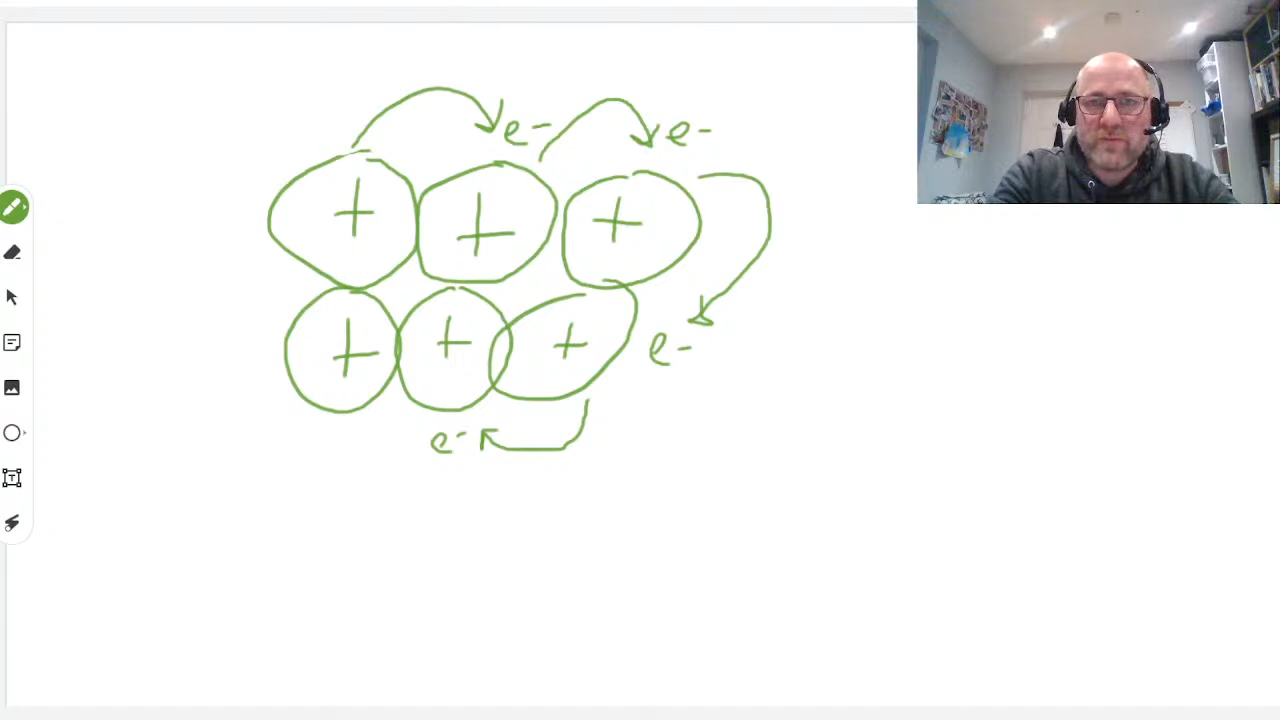 e- e-
+ + +
+ + +
e-
e-